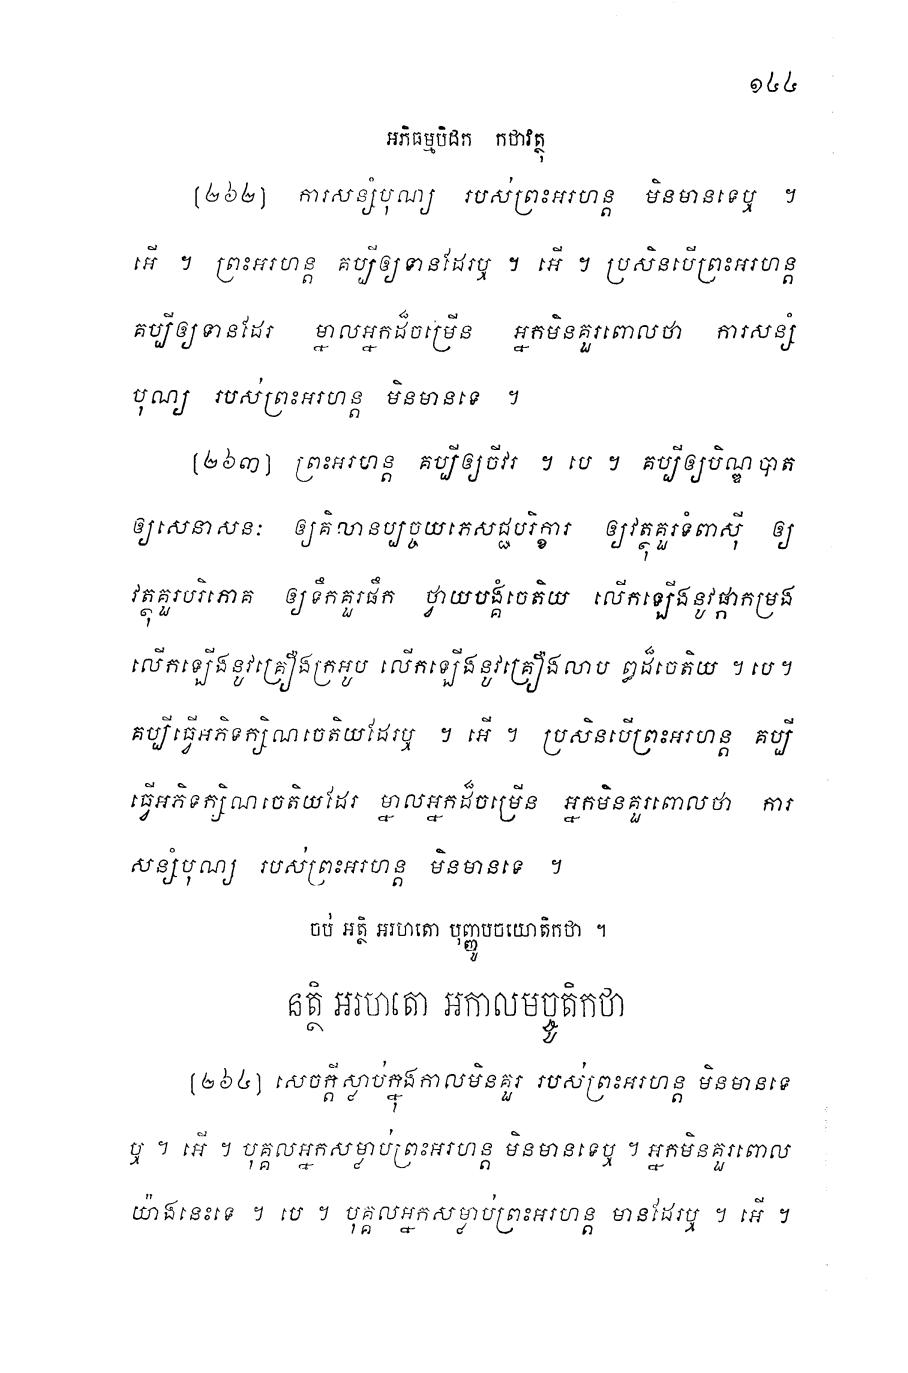 ១៤៤
អភិធម្មបិដក កថាវត្ថុ
(២៦២) ការសន្សំបុណ្យ របស់ព្រះអរហន្ត មិនមានទេឬ ។
អើ ។ ព្រះអរហន្ត គប្បីឲ្យទានដែរឬ ។ អើ ។ ប្រសិនបើព្រះអរហន្ត
គប្បីឲ្យទានដែរ ម្នាលអ្នកដ៏ចម្រើន អ្នកមិនគួរពោលថា ការសន្សំ
បុណ្យ របស់ព្រះអរហន្ត មិនមានទេ ។
(២៦៣) ព្រះអរហន្ត គប្បីឲ្យចីវរ ។ បេ ។ គប្បីឲ្យបិណ្ឌបាត
ឲ្យសេនាសនៈ ឲ្យគិលានប្បច្ចយភេសជ្ជបរិក្ខារ ឲ្យវត្ថុគួរទំពាស៊ី ឲ្យ
វត្ថុគួរបរិភោគ ឲ្យទឹកគួរផឹក ថ្វាយបង្គំចេតិយ លើកឡើងនូវផ្កាកម្រង
លើកឡើងនូវគ្រឿងក្រអូប លើកឡើងនូវគ្រឿងលាប ឰដ៏ចេតិយ ។ បេ ។
គប្បីធ្វើអភិទក្សិណចេតិយដែរឬ ។ អើ ។ ប្រសិនបើព្រះអរហន្ត គប្បី
ធ្វើអភិទក្សិណចេតិយដែរ ម្នាលអ្នកដ៏ចម្រើន អ្នកមិនគួរពោលថា ការ
សន្សំបុណ្យ របស់ព្រះអរហន្ត មិនមានទេ ។
ចប់ អត្ថិ អរហតោ បុញ្ញូបចយោតិកថា ។
នត្ថិ អរហតោ អកាលមច្ចូតិកថា
(២៦៤) សេចក្តីស្លាប់ក្នុងកាលមិនគួរ របស់ព្រះអរហន្ត មិនមានទេ
ឬ ។ អើ ។ បុគ្គលអ្នកសម្លាប់ព្រះអរហន្ត មិនមានទេឬ ។ អ្នកមិនគួរពោល
យ៉ាងនេះទេ ។ បេ ។ បុគ្គលអ្នកសម្លាប់ព្រះអរហន្ត មានដែរឬ ។ អើ ។